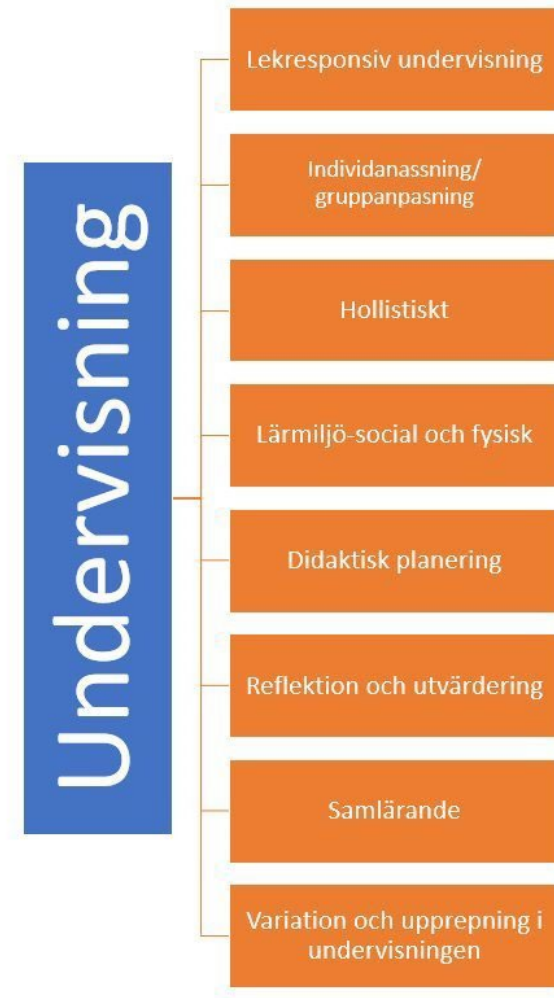 Undervisning
Lekresponsiv undervisning
Individanassning/
gruppanpasning
Hollistiskt
Lärmiljö-social och fysisk
Didaktisk planering
Reflektion och utvärdering
Samlärande
Variation och upprepning i
undervisningen